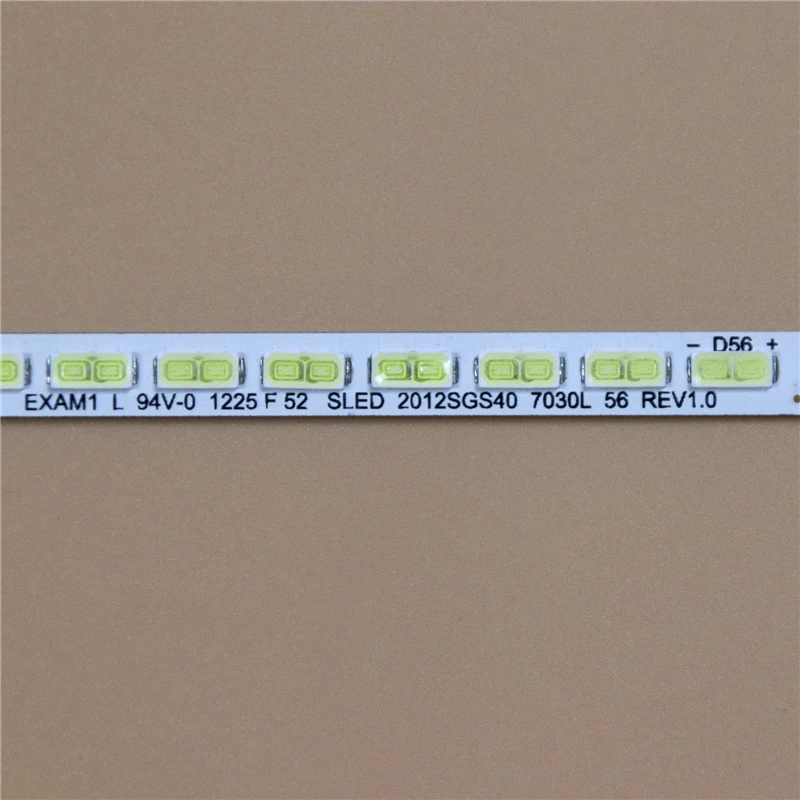 − D56 +
EXAM1 L 94V-0 1225 F 52 SLED 2012SGS40 7030L 56 REV1.0